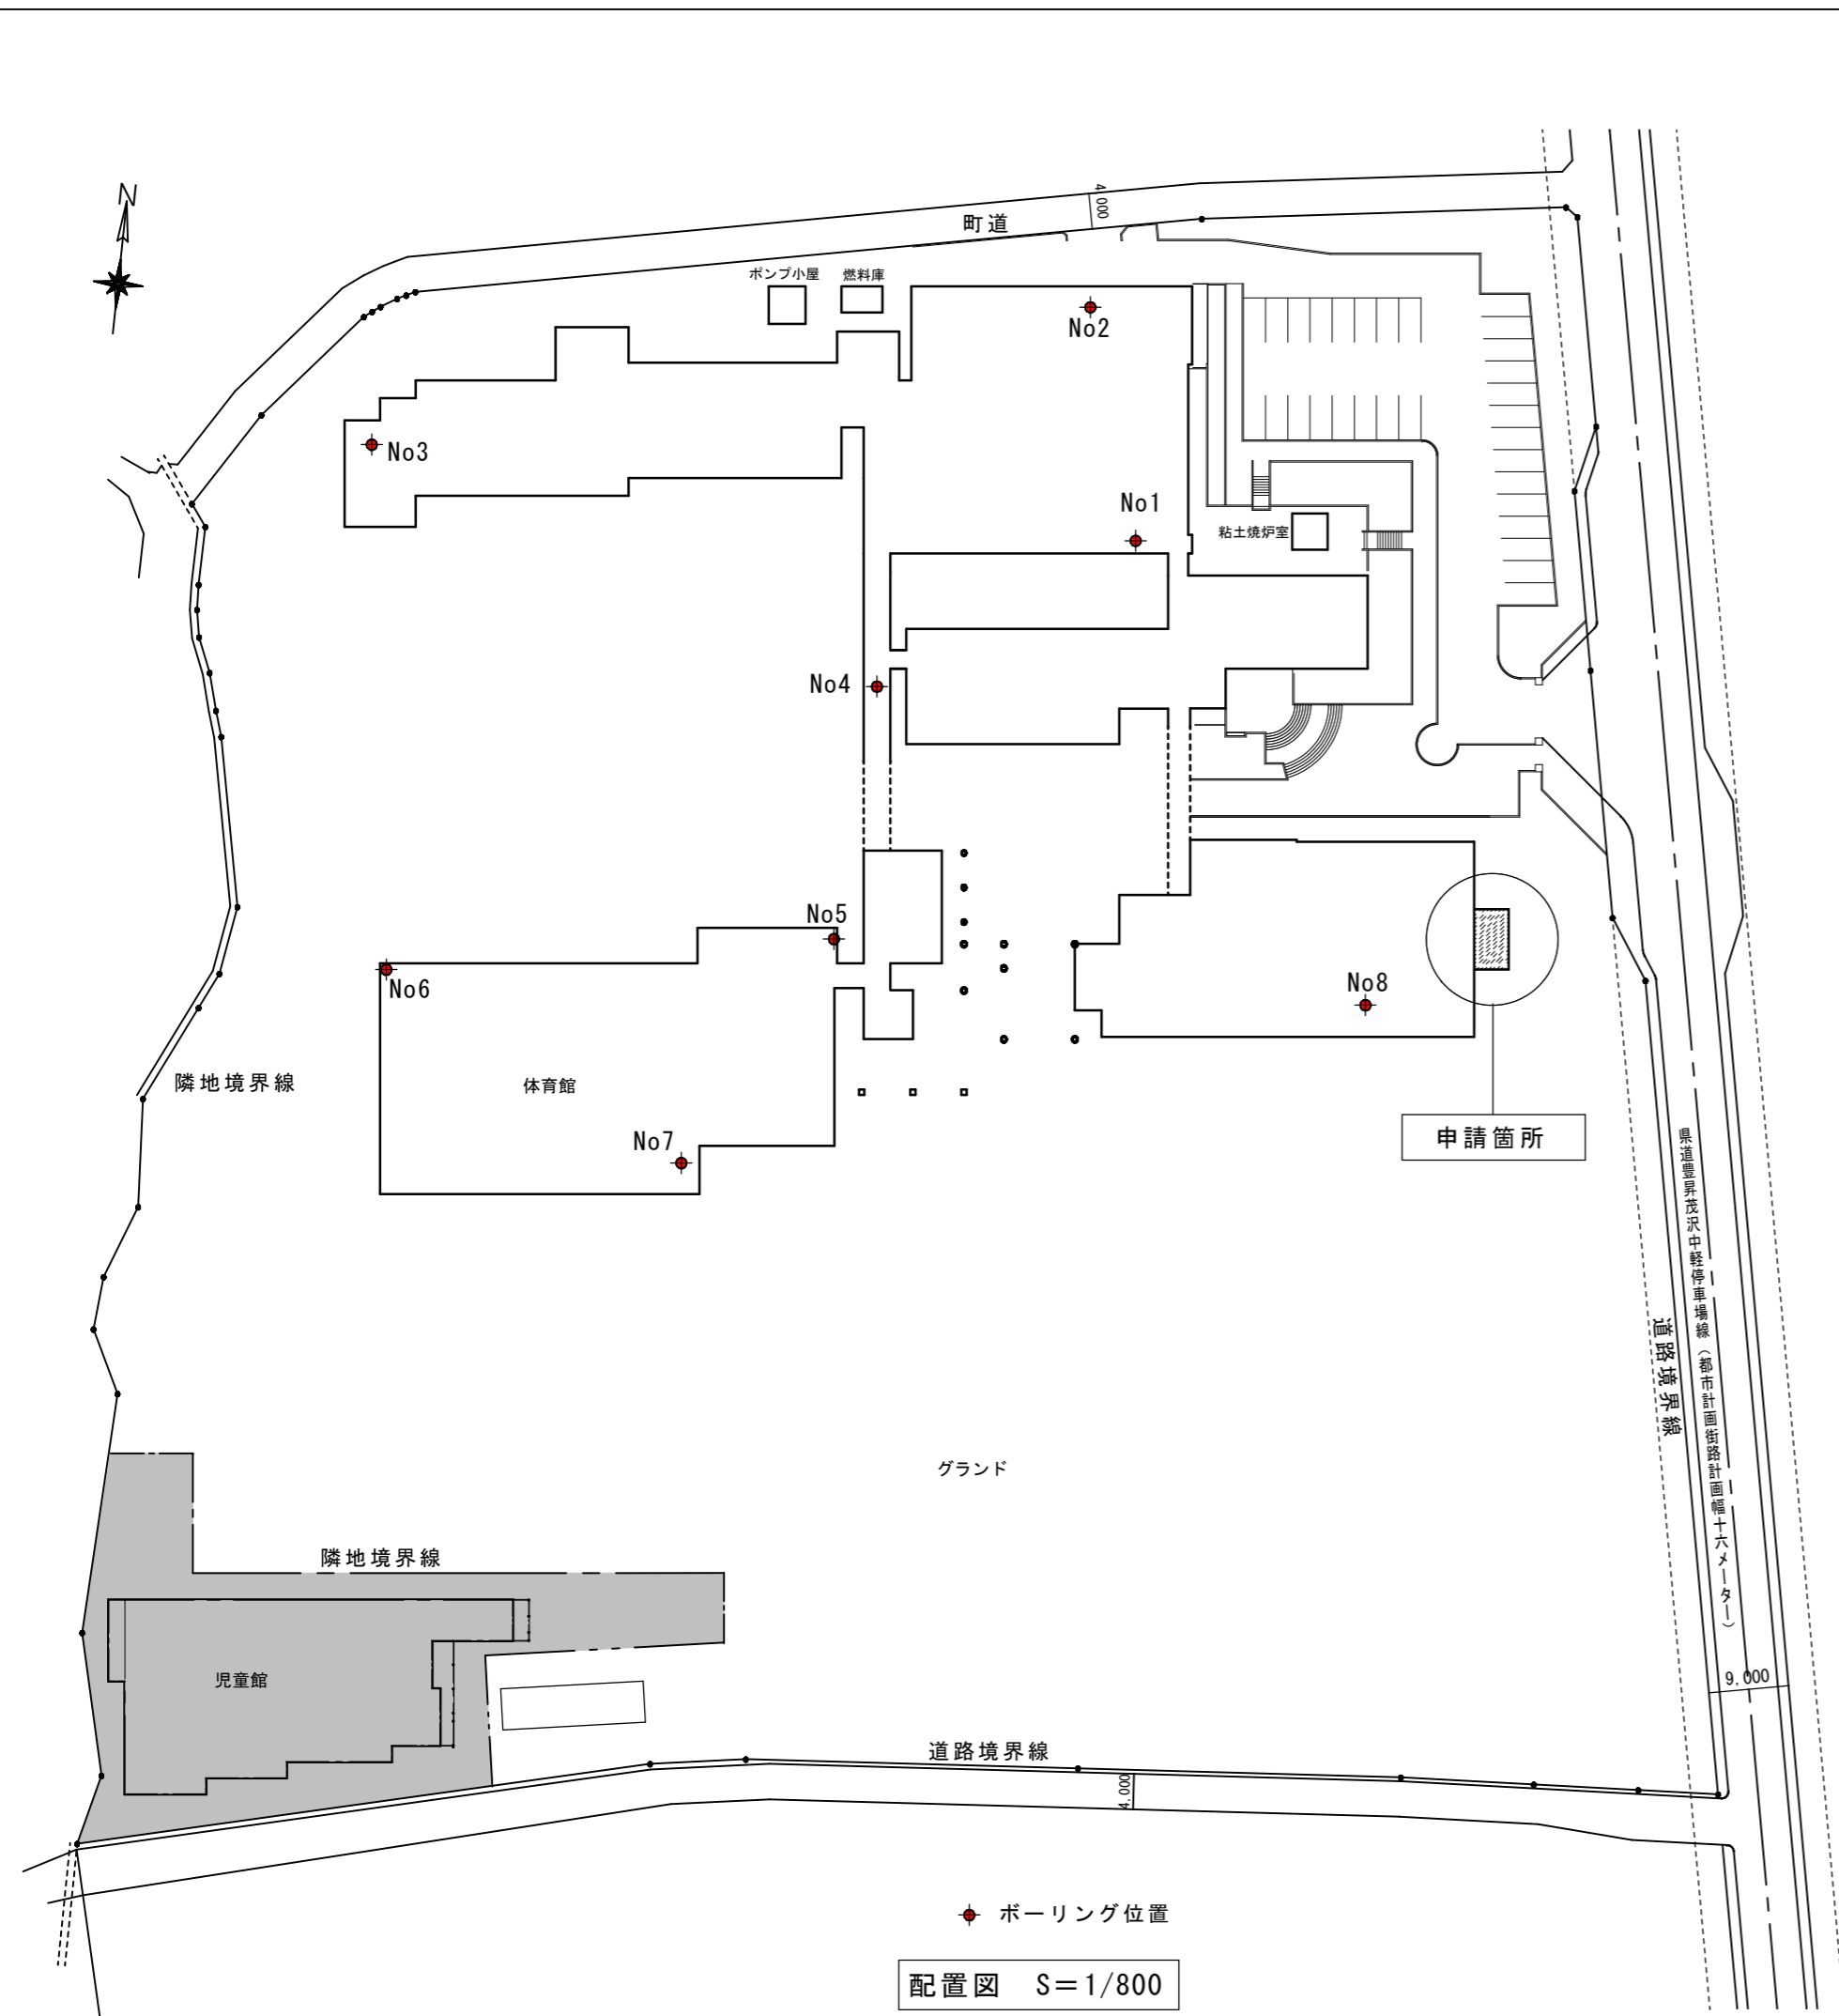 N
4,000
町道
ポンプ小屋
燃料庫
No2
No3
No1
粘土焼炉室
No4
No5
No6
No8
隣地境界線
体育館
No7
申請箇所
県道豊昇茂沢中軽停車場線（都市計画街路計画幅十六メーター）
道路境界線
グランド
隣地境界線
児童館
9,000
道路境界線
4,000
ボーリング位置
配置図 S＝1/800